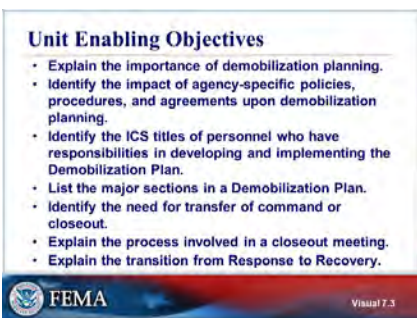 Unit Enabling Objectives
• Explain the importance of demobilization planning.
• Identify the impact of agency-specific policies,
procedures, and agreements upon demobilization
planning.
• Identify the ICS titles of personnel who have
responsibilities in developing and implementing the
Demobilization Plan.
• List the major sections in a Demobilization Plan.
• Identify the need for transfer of command or
closeout.
• Explain the process involved in a closeout meeting.
• Explain the transition from Response to Recovery.
FEMA
Visual 7.3